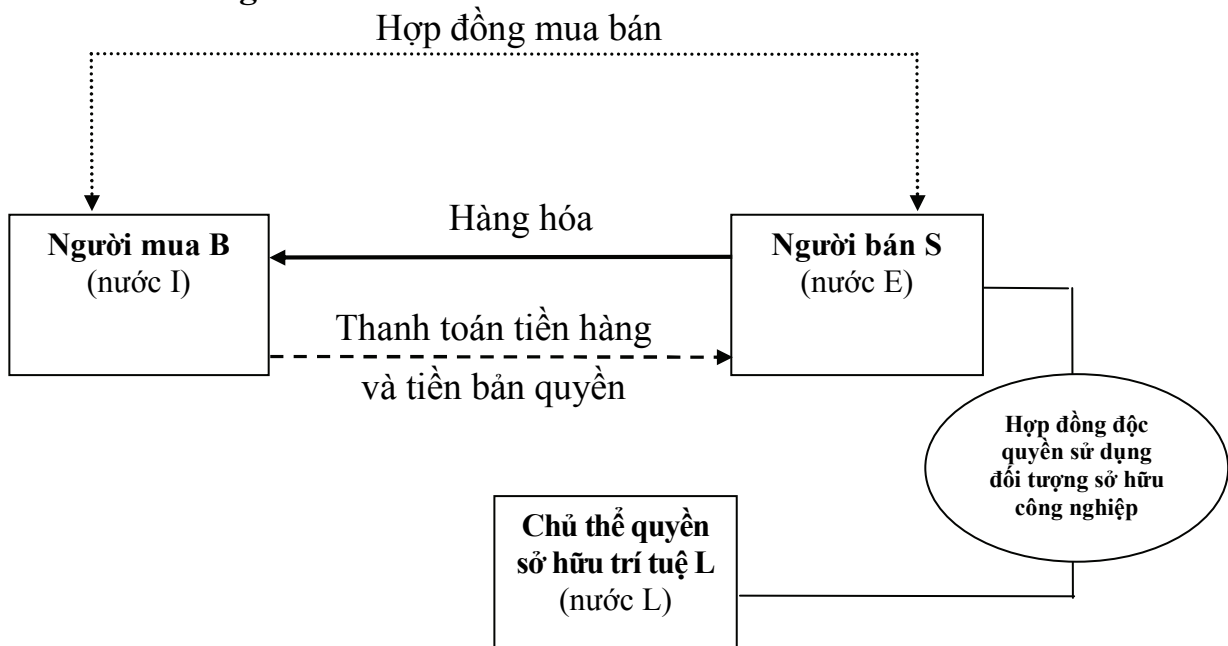 g
Hợp đồng mua bán
Hàng hóa
Người mua B
(nước I)
Người bán S
(nước E)
Thanh toán tiền hàng
và tiền bản quyền
Hợp đồng độc
quyền sử dụng
đối tượng sở hữu
công nghiệp
Chủ thể quyền
sở hữu trí tuệ L
(nước L)